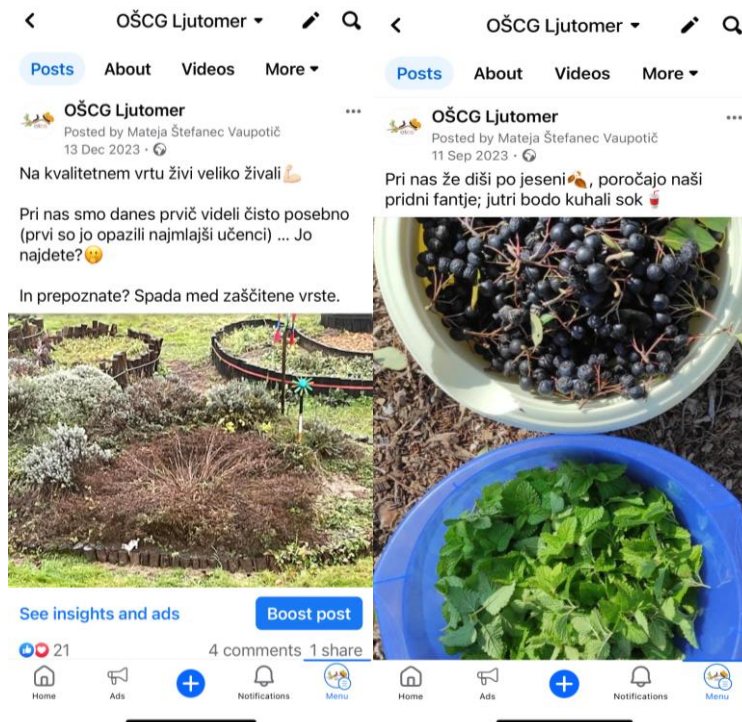 OŠCG Ljutomer
Posts About Videos More
OŠCG Ljutomer
Posted by Mateja Štefanec Vaupotič
13 Dec 2023 ·
Na kvalitetnem vrtu živi veliko živali
Pri nas smo danes prvič videli čisto posebno
(prvi so jo opazili najmlajši učenci) ... Jo
najdete?
In prepoznate? Spada med zaščitene vrste.
See insights and ads Boost post
21 4 comments 1 share
Home Ads Notifications Menu
OŠCG Ljutomer
Posts About Videos More
OŠCG Ljutomer
Posted by Mateja Štefanec Vaupotič
11 Sep 2023 ·
Pri nas že diši po jeseni, poročajo naši
pridni fantje; jutri bodo kuhali sok
Home Ads Notifications Menu